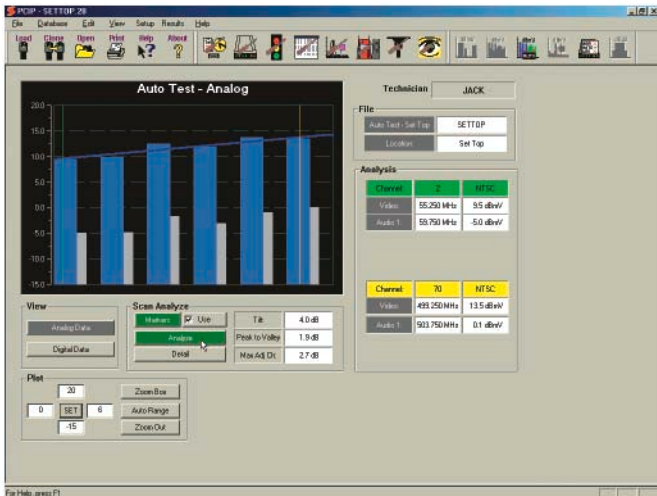 PCIP - SETTOP.28
File Database Edit View Setup Results Help
Load Clone Open Print Help About
Auto Test - Analog
20.0
15.0
10.0
5.0
0.0
-5.0
-10.0
-15.0
Technician JACK
File
Auto Test - Set Top SETTOP
Location: Set Top
Analysis
Channel: 2 NTSC
Video: 55.250 MHz 9.5 dBmV
Audio 1: 59.750 MHz -5.0 dBmV
Channel: 70 NTSC
Video: 499.250 MHz 13.5 dBmV
Audio 1: 503.750 MHz 0.1 dBmV
View
Analog Data
Digital Data
Scan Analyze
Markers Use
Analyze
Detail
Tilt: 4.0 dB
Peak to Valley 1.9 dB
Max Adj Ch: 2.7 dB
Plot
20
0 SET 6
-15
Zoom Box
Auto Range
Zoom Out
For Help, press F1